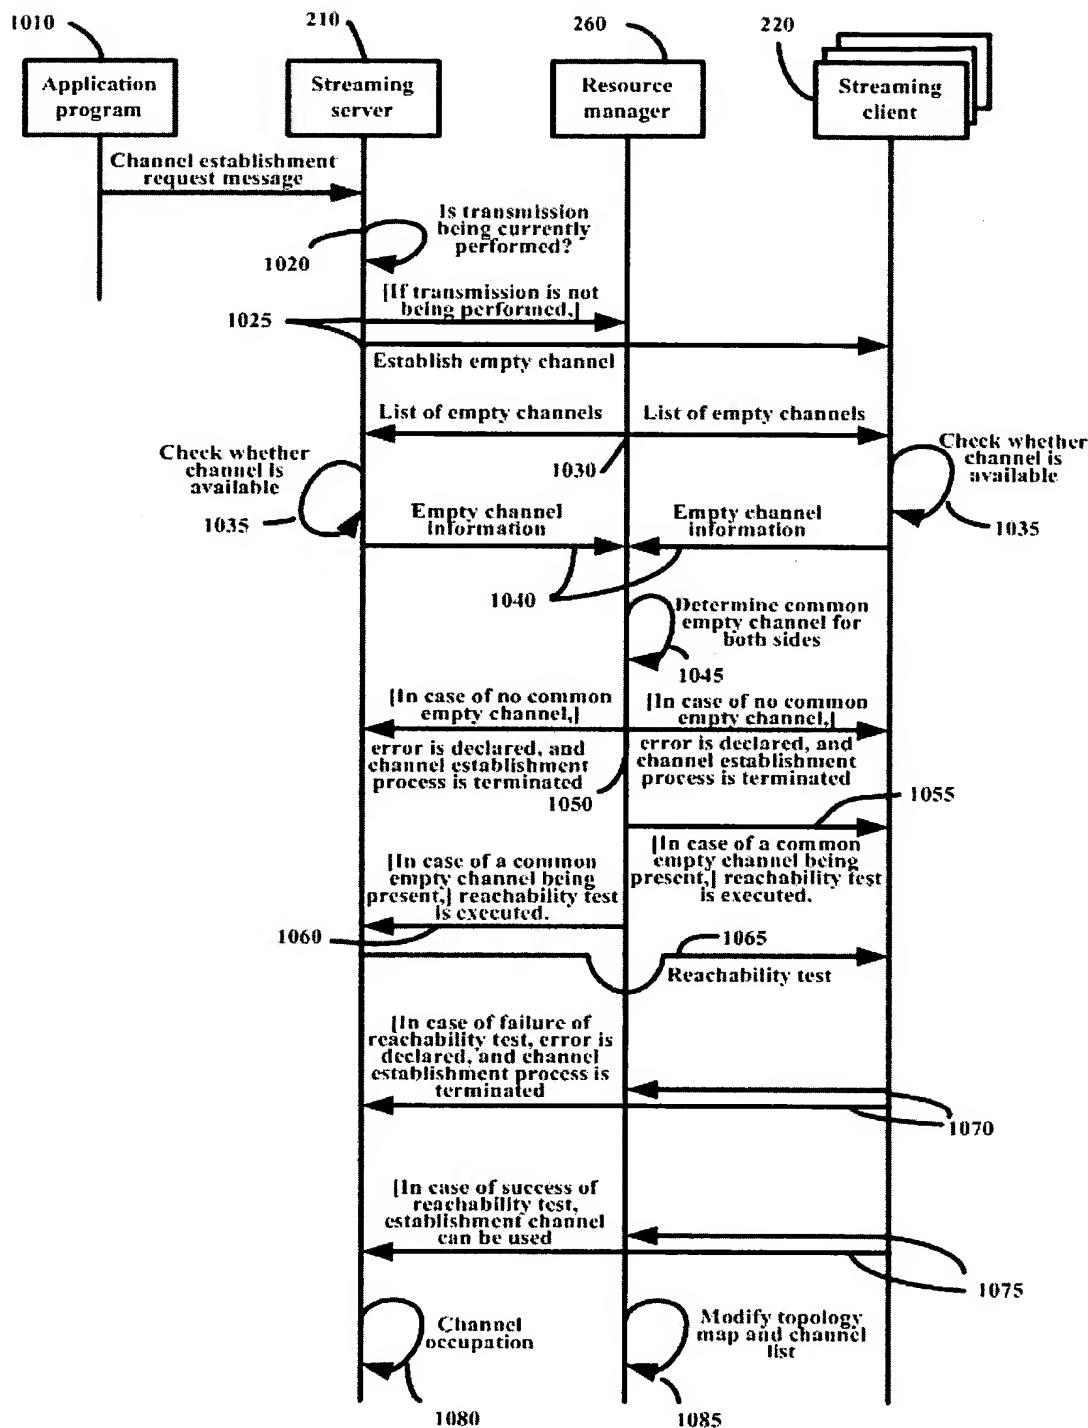 1010
210
260
220
Application
program
Streaming
server
Resource
manager
Streaming
client
Channel establishment
request message
Is transmission
being currently
performed?
1020
[If transmission is not
being performed,]
1025
Establish empty channel
List of empty channels
List of empty channels
Check whether
channel is
available
1030
Check whether
channel is
available
1035
Empty channel
information
Empty channel
information
1035
1040
Determine common
empty channel for
both sides
1045
[In case of no common
empty channel,]
[In case of no common
empty channel,]
error is declared, and
channel establishment
process is terminated
error is declared, and
channel establishment
process is terminated
1050
1055
[In case of a common
empty channel being
present,] reachability test
is executed.
[In case of a common
empty channel being
present,] reachability test
is executed.
1060
1065
Reachability test
[In case of failure of
reachability test, error is
declared, and channel
establishment process is
terminated
1070
[In case of success of
reachability test,
establishment channel
can be used
1075
Channel
occupation
Modify topology
map and channel
list
1080
1085